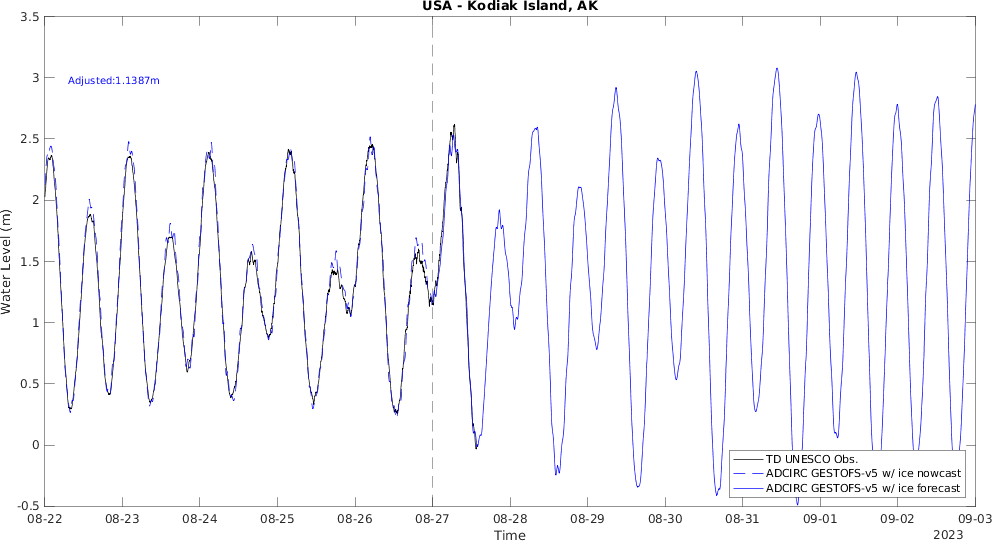 USA - Kodiak Island, AK
3.5
3
2.5
2
1.5
1
0.5
0
-0.5
Water Level (m)
Adjusted:1.1387m
TD UNESCO Obs.
ADCIRC GESTOFS-v5 w/ ice nowcast
ADCIRC GESTOFS-v5 w/ ice forecast
08-22 08-23 08-24 08-25 08-26 08-27 08-28 08-29 08-30 08-31 09-01 09-02 09-03
Time
2023